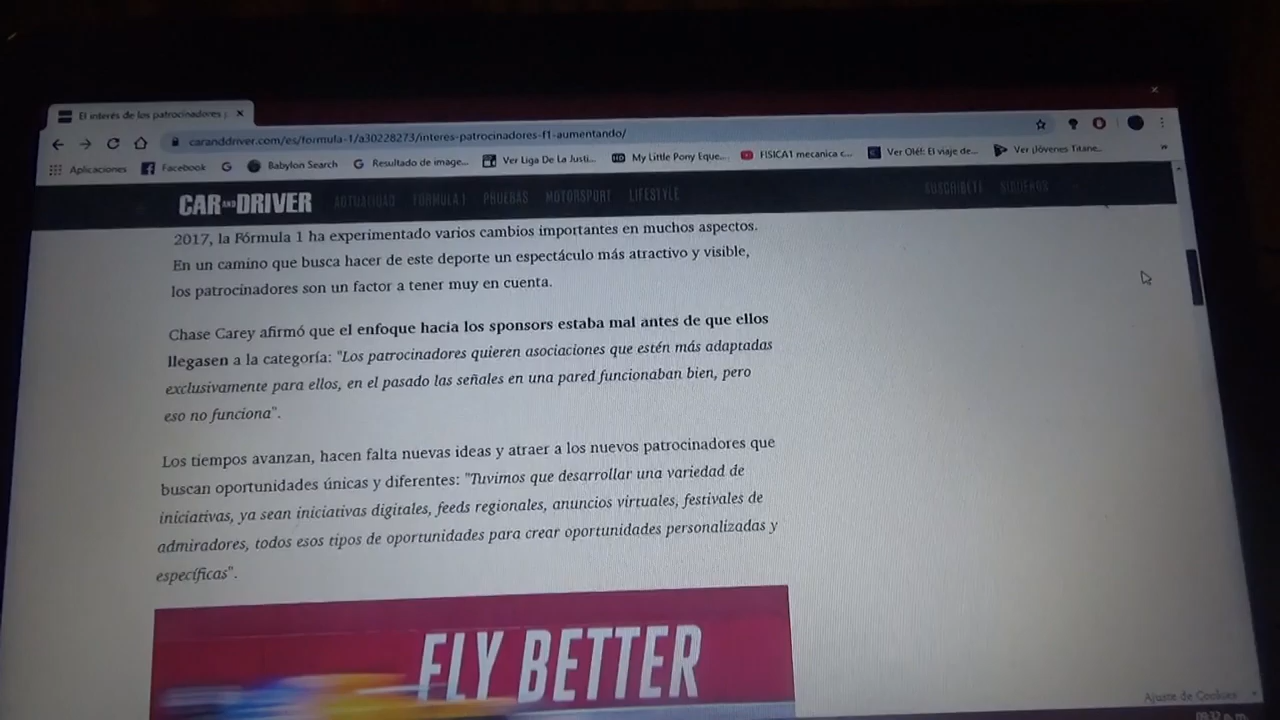 El interés de los patrocinadores
caranddriver.com/es/formula-1/a30228273/interes-patrocinadores-f1-aumentando/
Aplicaciones Facebook Babylon Search Resultado de image... Ver Liga De La Justi... My Little Pony Eque... FISICA1 mecanica c... Ver Olé!: El viaje de... Ver ¡Jóvenes Titane...
CAR AND DRIVER ACTUALIDAD FÓRMULA 1 PRUEBAS MOTORSPORT LIFESTYLE SUSCRÍBETE SÍGUENOS
2017, la Fórmula 1 ha experimentado varios cambios importantes en muchos aspectos.
En un camino que busca hacer de este deporte un espectáculo más atractivo y visible,
los patrocinadores son un factor a tener muy en cuenta.
Chase Carey afirmó que el enfoque hacia los sponsors estaba mal antes de que ellos
llegasen a la categoría: "Los patrocinadores quieren asociaciones que estén más adaptadas
exclusivamente para ellos, en el pasado las señales en una pared funcionaban bien, pero
eso no funciona".
Los tiempos avanzan, hacen falta nuevas ideas y atraer a los nuevos patrocinadores que
buscan oportunidades únicas y diferentes: "Tuvimos que desarrollar una variedad de
iniciativas, ya sean iniciativas digitales, feeds regionales, anuncios virtuales, festivales de
admiradores, todos esos tipos de oportunidades para crear oportunidades personalizadas y
específicas".
FLY BETTER
Ajuste de Cookies